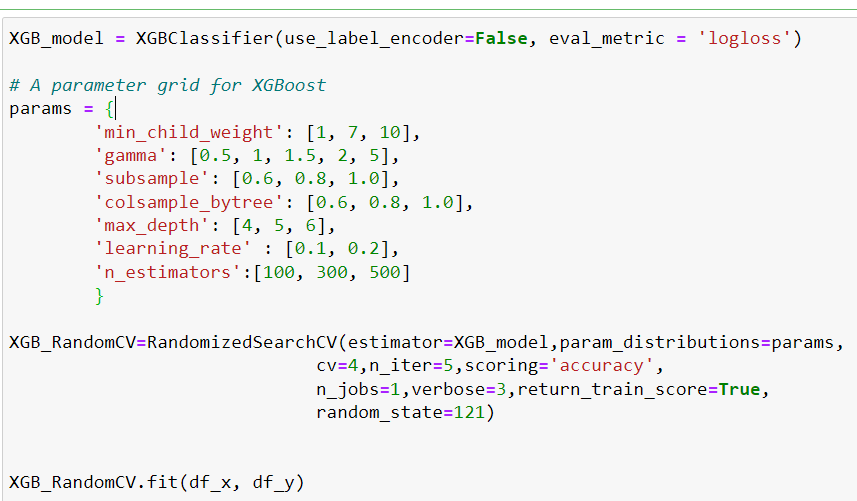 XGB_model = XGBClassifier(use_label_encoder=False, eval_metric = 'logloss')
# A parameter grid for XGBoost
params = {
'min_child_weight': [1, 7, 10],
'gamma': [0.5, 1, 1.5, 2, 5],
'subsample': [0.6, 0.8, 1.0],
'colsample_bytree': [0.6, 0.8, 1.0],
'max_depth': [4, 5, 6],
'learning_rate' : [0.1, 0.2],
'n_estimators':[100, 300, 500]
}
XGB_RandomCV=RandomizedSearchCV(estimator=XGB_model,param_distributions=params,
cv=4,n_iter=5,scoring='accuracy',
n_jobs=1,verbose=3,return_train_score=True,
random_state=121)
XGB_RandomCV.fit(df_x, df_y)